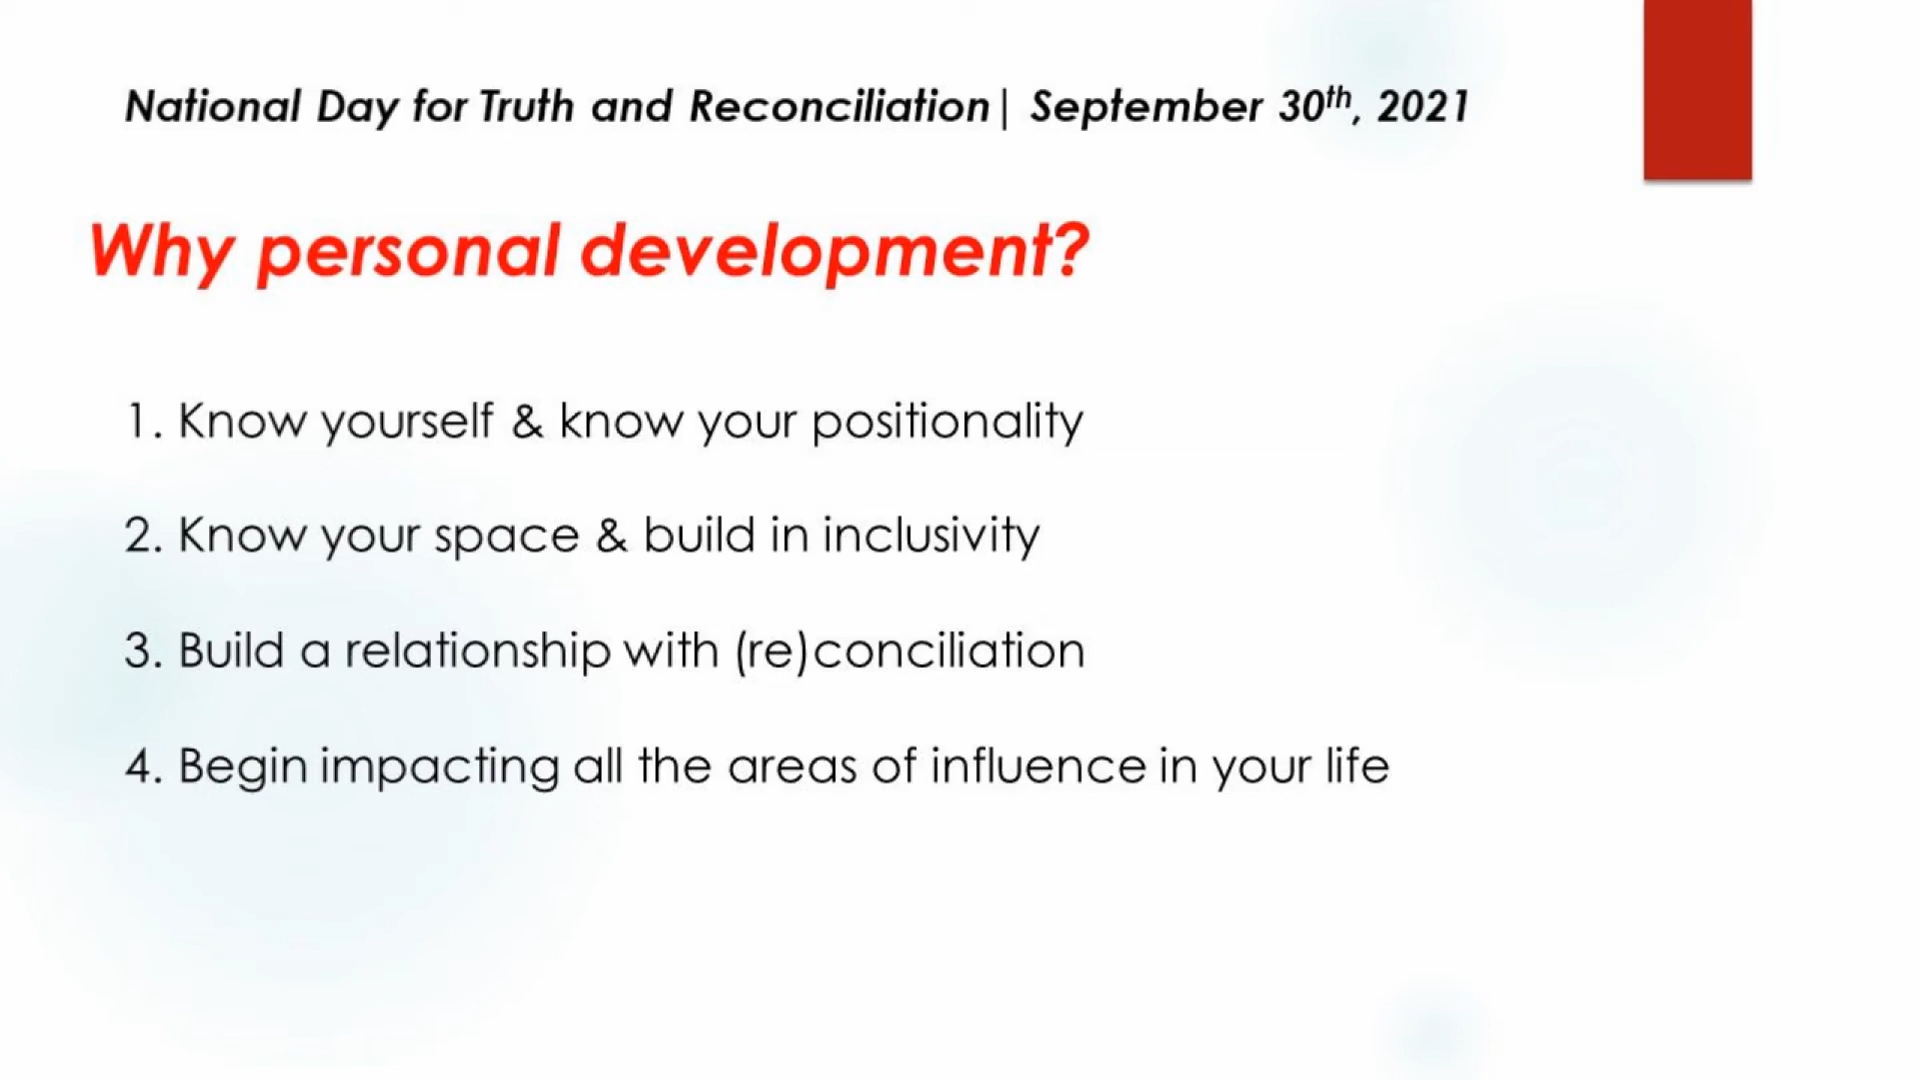 National Day for Truth and Reconciliation| September 30th, 2021
Why personal development?
1. Know yourself & know your positionality
2. Know your space & build in inclusivity
3. Build a relationship with (re)conciliation
4. Begin impacting all the areas of influence in your life